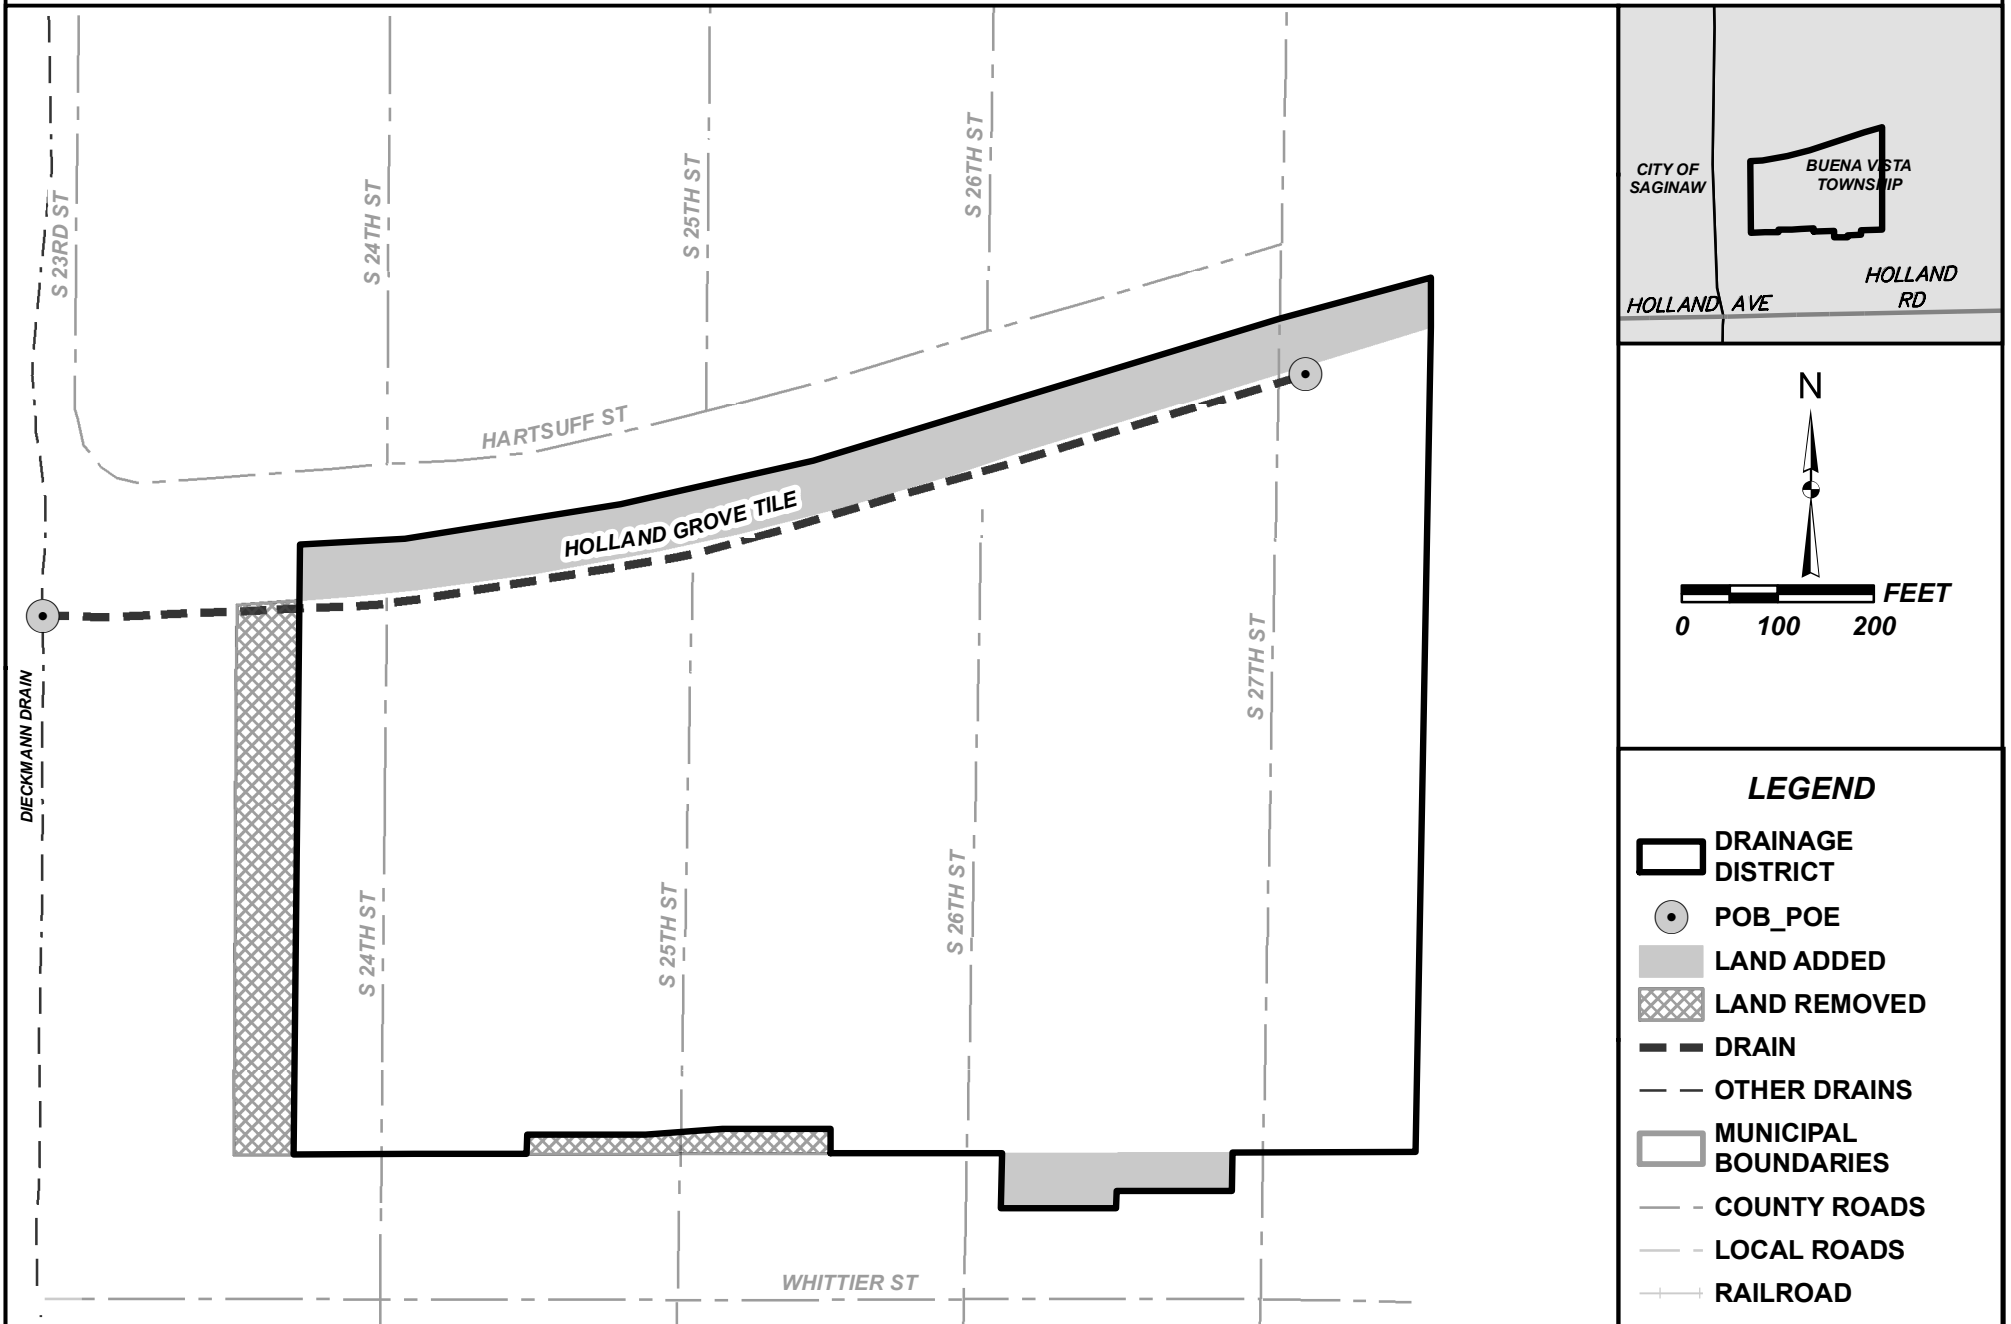 S 23RD ST
S 24TH ST
S 25TH ST
S 26TH ST
HARTSUFF ST
HOLLAND GROVE TILE
DIECKMANN DRAIN
S 24TH ST
S 25TH ST
S 26TH ST
S 27TH ST
WHITTIER ST
CITY OF
SAGINAW
BUENA VISTA
TOWNSHIP
HOLLAND
RD
HOLLAND AVE
N
FEET
0 100 200
LEGEND
DRAINAGE
DISTRICT
POB_POE
LAND ADDED
LAND REMOVED
DRAIN
OTHER DRAINS
MUNICIPAL
BOUNDARIES
COUNTY ROADS
LOCAL ROADS
RAILROAD